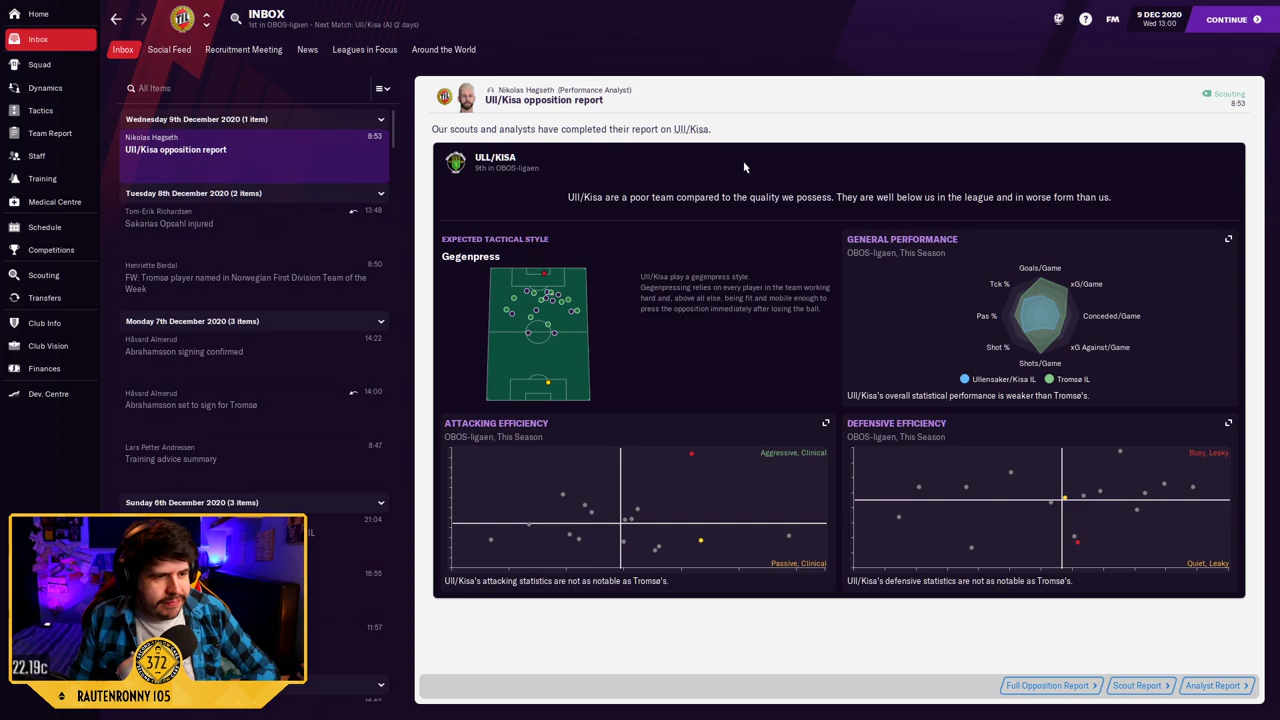 Home
Inbox
Squad
Dynamics
Tactics
Team Report
Staff
Training
Medical Centre
Schedule
Competitions
Scouting
Transfers
Club Info
Club Vision
Finances
Dev. Centre
TIL
INBOX
1st in OBOS-ligaen - Next Match: Ull/Kisa (A) (2 days)
FM
9 DEC 2020
Wed 13:00
CONTINUE
Inbox
Social Feed
Recruitment Meeting
News
Leagues in Focus
Around the World
All Items
Wednesday 9th December 2020 (1 item)
Nikolas Høgseth 8:53
Ull/Kisa opposition report
Tuesday 8th December 2020 (2 items)
Tom-Erik Richardsen 13:48
Sakarias Opsahl injured
Henriette Berdal 8:50
FW: Tromsø player named in Norwegian First Division Team of the
Week
Monday 7th December 2020 (3 items)
Håvard Almerud 14:22
Abrahamsson signing confirmed
Håvard Almerud 14:00
Abrahamsson set to sign for Tromsø
Lars Petter Andressen 8:47
Training advice summary
Sunday 6th December 2020 (3 items)
21:04
IL
16:55
11:57
Nikolas Høgseth (Performance Analyst)
Ull/Kisa opposition report
Scouting
8:53
Our scouts and analysts have completed their report on Ull/Kisa.
ULL/KISA
9th in OBOS-ligaen
Ull/Kisa are a poor team compared to the quality we possess. They are well below us in the league and in worse form than us.
EXPECTED TACTICAL STYLE
Gegenpress
Ull/Kisa play a gegenpress style.
Gegenpressing relies on every player in the team working
hard and, above all else, being fit and mobile enough to
press the opposition immediately after losing the ball.
GENERAL PERFORMANCE
OBOS-ligaen, This Season
Goals/Game
Tck %
xG/Game
Pas %
Conceded/Game
Shot %
xG Against/Game
Shots/Game
Ullensaker/Kisa IL
Tromsø IL
Ull/Kisa's overall statistical performance is weaker than Tromsø's.
ATTACKING EFFICIENCY
OBOS-ligaen, This Season
Aggressive, Clinical
Passive, Clinical
Ull/Kisa's attacking statistics are not as notable as Tromsø's.
DEFENSIVE EFFICIENCY
OBOS-ligaen, This Season
Busy, Leaky
Quiet, Leaky
Ull/Kisa's defensive statistics are not as notable as Tromsø's.
Full Opposition Report
Scout Report
Analyst Report
22.19c
372
RAUTENRONNY 105